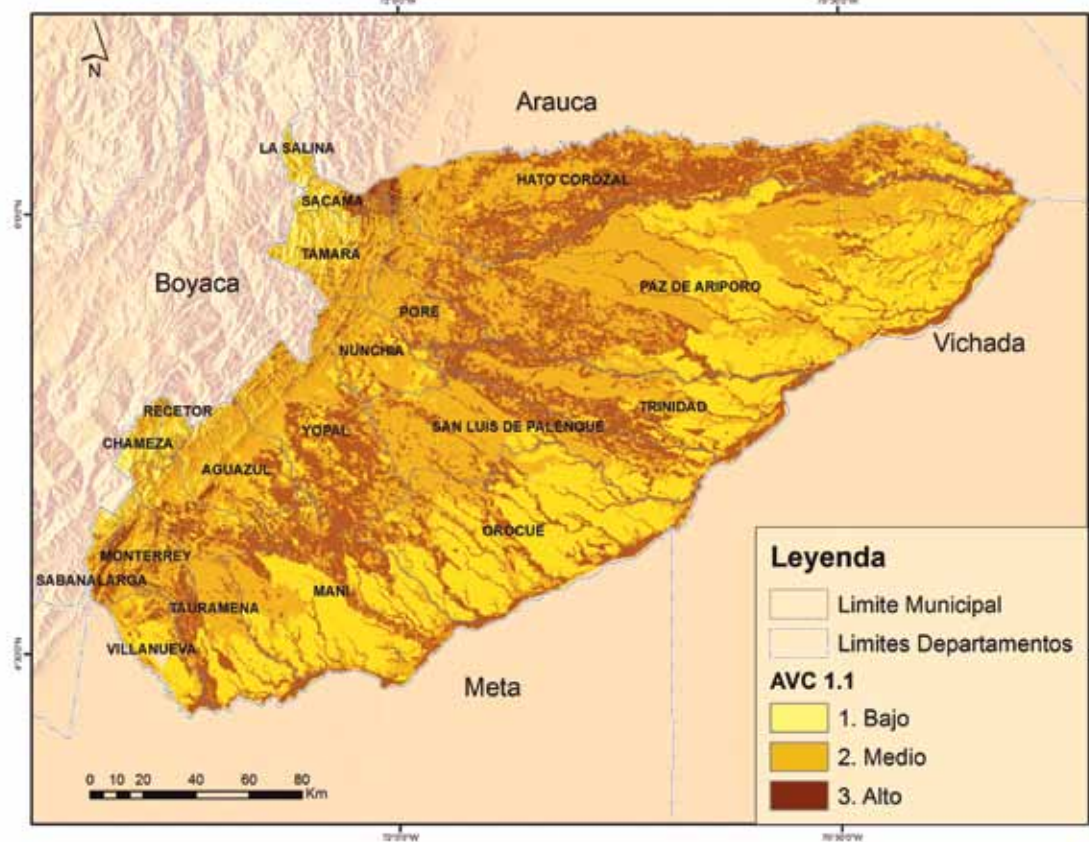 N
Arauca
LA SALINA
HATO COROZAL
SACAMA
TAMARA
Boyaca
PAZ DE ARIPORO
PORE
Vichada
NUNCHIA
TRINIDAD
RECETOR
SAN LUIS DE PALENQUE
YOPAL
CHAMEZA
AGUAZUL
OROCUE
MONTERREY
SABANALARGA
MANI
TAURAMENA
VILLANUEVA
Meta
0 10 20 40 60 80
Km
Leyenda
Limite Municipal
Limites Departamentos
AVC 1.1
1. Bajo
2. Medio
3. Alto